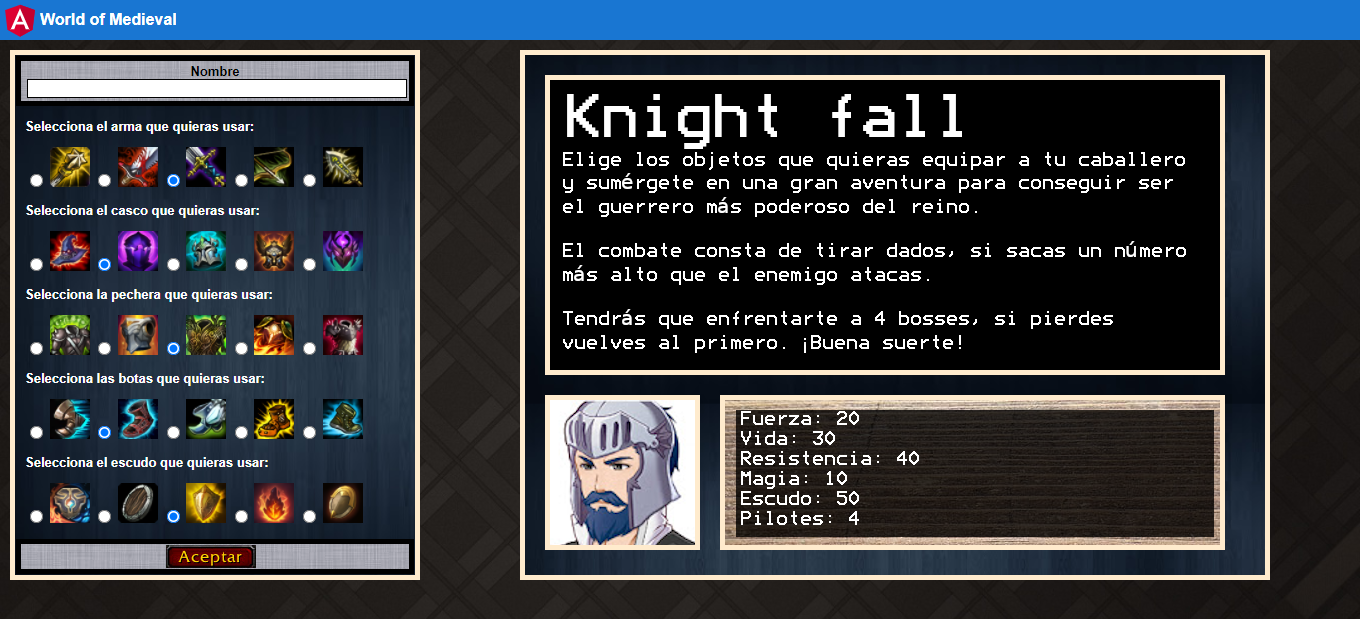 World of Medieval
Nombre
Selecciona el arma que quieras usar:
Selecciona el casco que quieras usar:
Selecciona la pechera que quieras usar:
Selecciona las botas que quieras usar:
Selecciona el escudo que quieras usar:
Aceptar
Knight fall
Elige los objetos que quieras equipar a tu caballero
y sumérgete en una gran aventura para conseguir ser
el guerrero más poderoso del reino.
El combate consta de tirar dados, si sacas un número
más alto que el enemigo atacas.
Tendrás que enfrentarte a 4 bosses, si pierdes
vuelves al primero. ¡Buena suerte!
Fuerza: 20
Vida: 30
Resistencia: 40
Magia: 10
Escudo: 50
Pilotes: 4